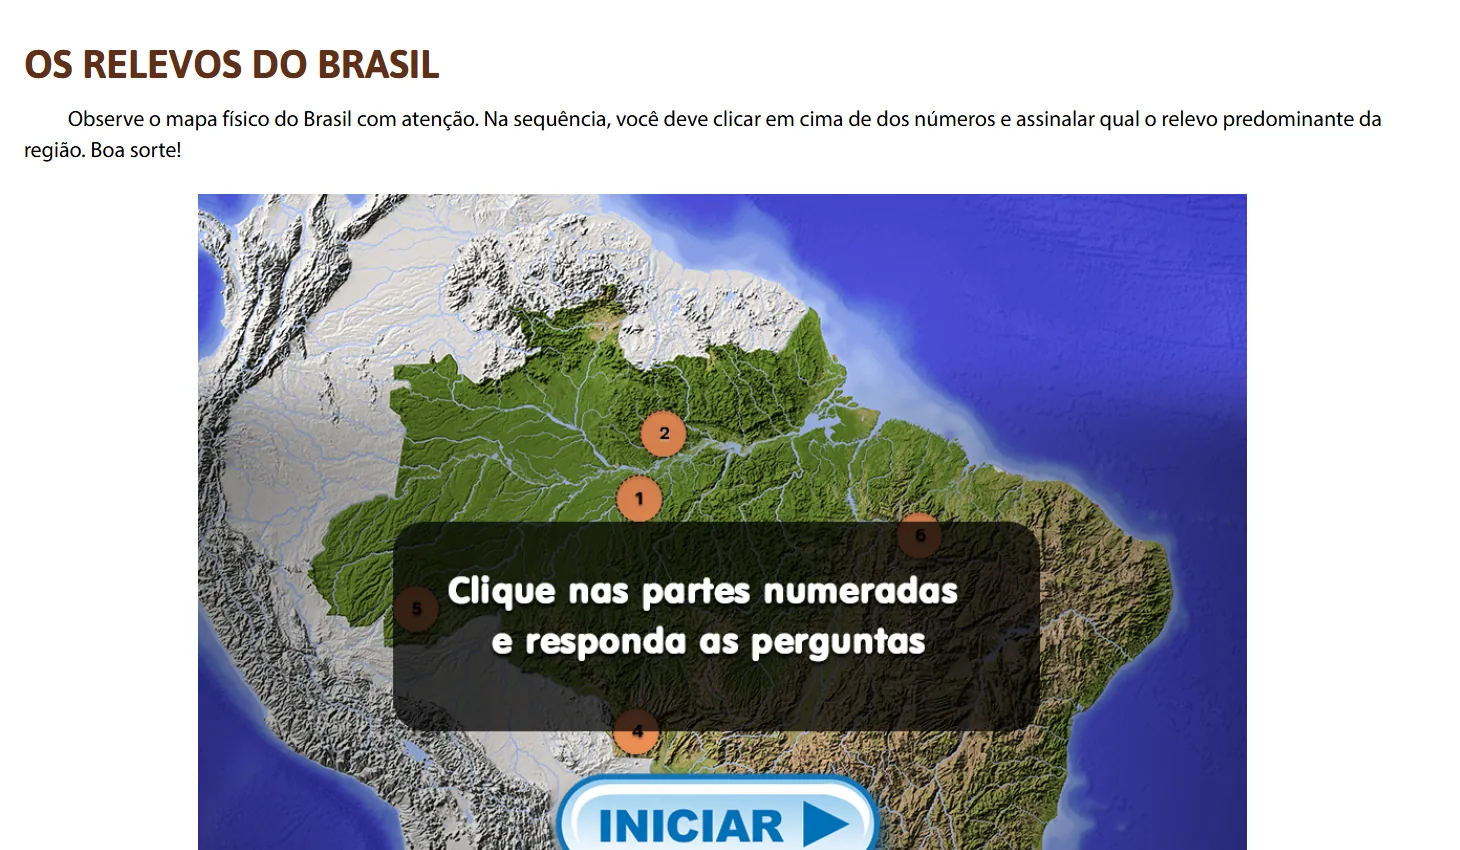 OS RELEVOS DO BRASIL
Observe o mapa físico do Brasil com atenção. Na sequência, você deve clicar em cima de dos números e assinalar qual o relevo predominante da
região. Boa sorte!
2
1
6
Clique nas partes numeradas
5
e responda as perguntas
4
INICIAR